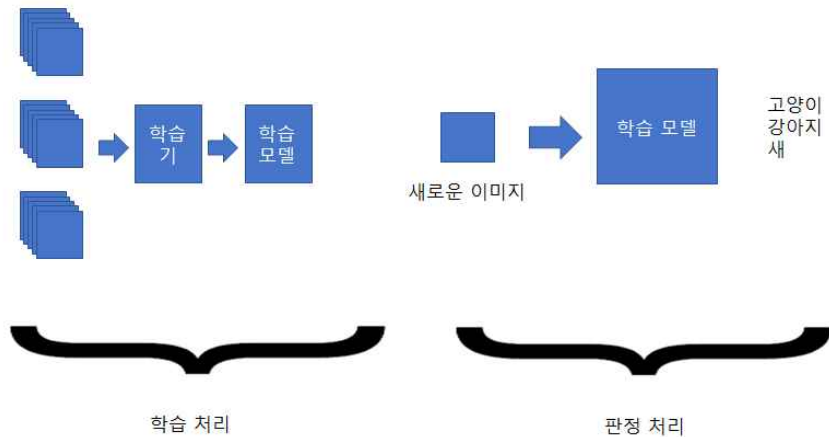 학습
기
학습
모델
새로운 이미지
학습 모델
고양이
강아지
새
학습 처리
판정 처리